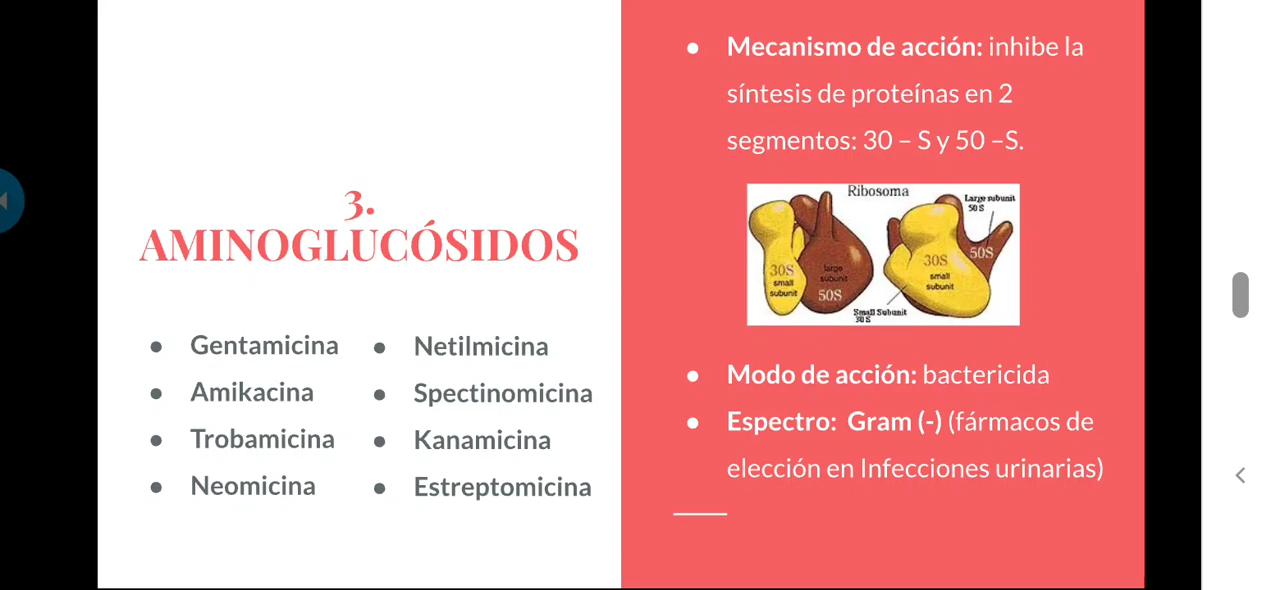 3.
AMINOGLUCÓSIDOS
● Gentamicina
● Amikacina
● Trobamicina
● Neomicina
● Netilmicina
● Spectinomicina
● Kanamicina
● Estreptomicina
● Mecanismo de acción: inhibe la
síntesis de proteínas en 2
segmentos: 30 – S y 50 –S.
Ribosoma
Large subunit
50 S
30S
small
subunit
large
subunit
50S
30S
small
subunit
50S
Small Subunit
30 S
● Modo de acción: bactericida
● Espectro: Gram (-) (fármacos de
elección en Infecciones urinarias)